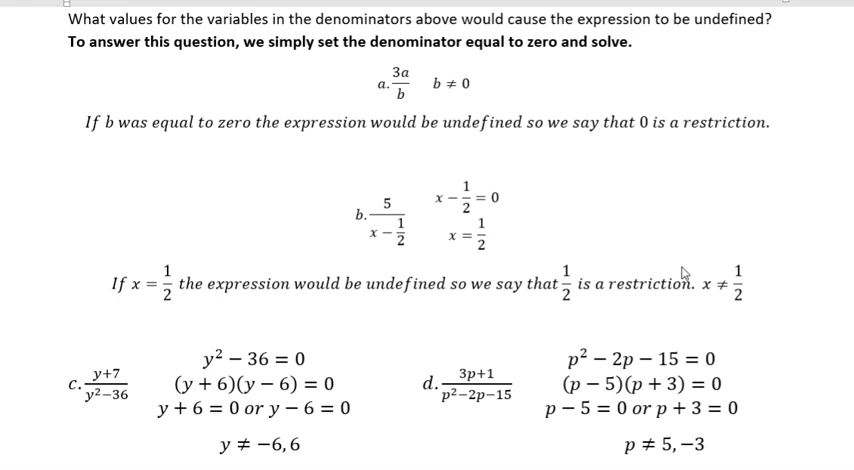 What values for the variables in the denominators above would cause the expression to be undefined?
To answer this question, we simply set the denominator equal to zero and solve.
a. 3a/b    b ≠ 0
If b was equal to zero the expression would be undefined so we say that 0 is a restriction.
b. 5/(x − 1/2)    x − 1/2 = 0
x = 1/2
If x = 1/2 the expression would be undefined so we say that 1/2 is a restriction. x ≠ 1/2
c. (y+7)/(y²−36)    y² − 36 = 0
(y + 6)(y − 6) = 0
y + 6 = 0 or y − 6 = 0
y ≠ −6, 6
d. (3p+1)/(p²−2p−15)    p² − 2p − 15 = 0
(p − 5)(p + 3) = 0
p − 5 = 0 or p + 3 = 0
p ≠ 5, −3